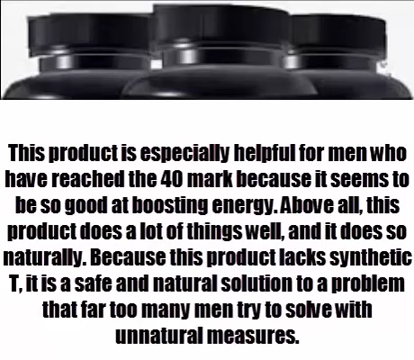 This product is especially helpful for men who
have reached the 40 mark because it seems to
be so good at boosting energy. Above all, this
product does a lot of things well, and it does so
naturally. Because this product lacks synthetic
T, it is a safe and natural solution to a problem
that far too many men try to solve with
unnatural measures.